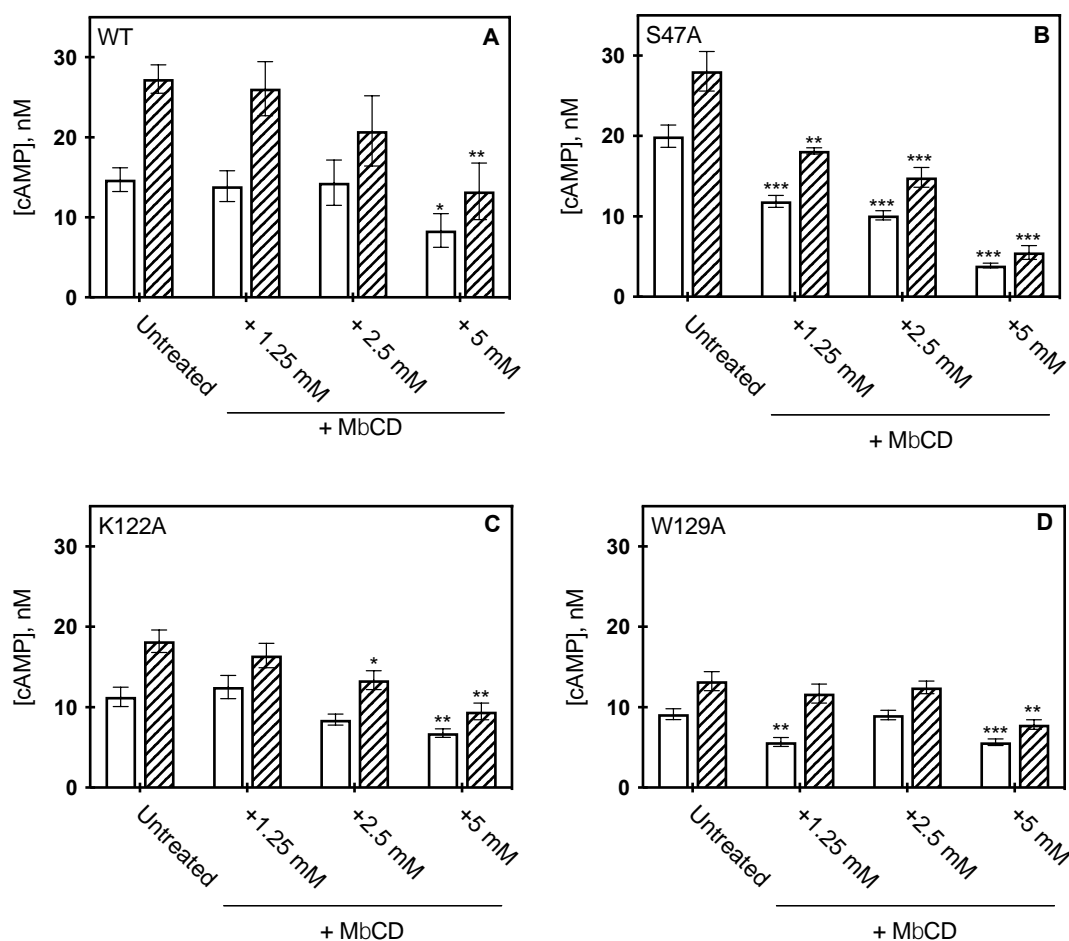 WT A
[cAMP], nM
30
20
10
0
* **
Untreated
+ 1.25 mM
+ 2.5 mM
+ 5 mM
+ MbCD
S47A B
[cAMP], nM
30
20
10
0
*** **
*** ***
*** ***
Untreated
+1.25 mM
+2.5 mM
+5 mM
+ MbCD
K122A C
[cAMP], nM
30
20
10
0
*
** **
Untreated
+1.25 mM
+2.5 mM
+5 mM
+ MbCD
W129A D
[cAMP], nM
30
20
10
0
**
*** **
Untreated
+1.25 mM
+2.5 mM
+5 mM
+ MbCD